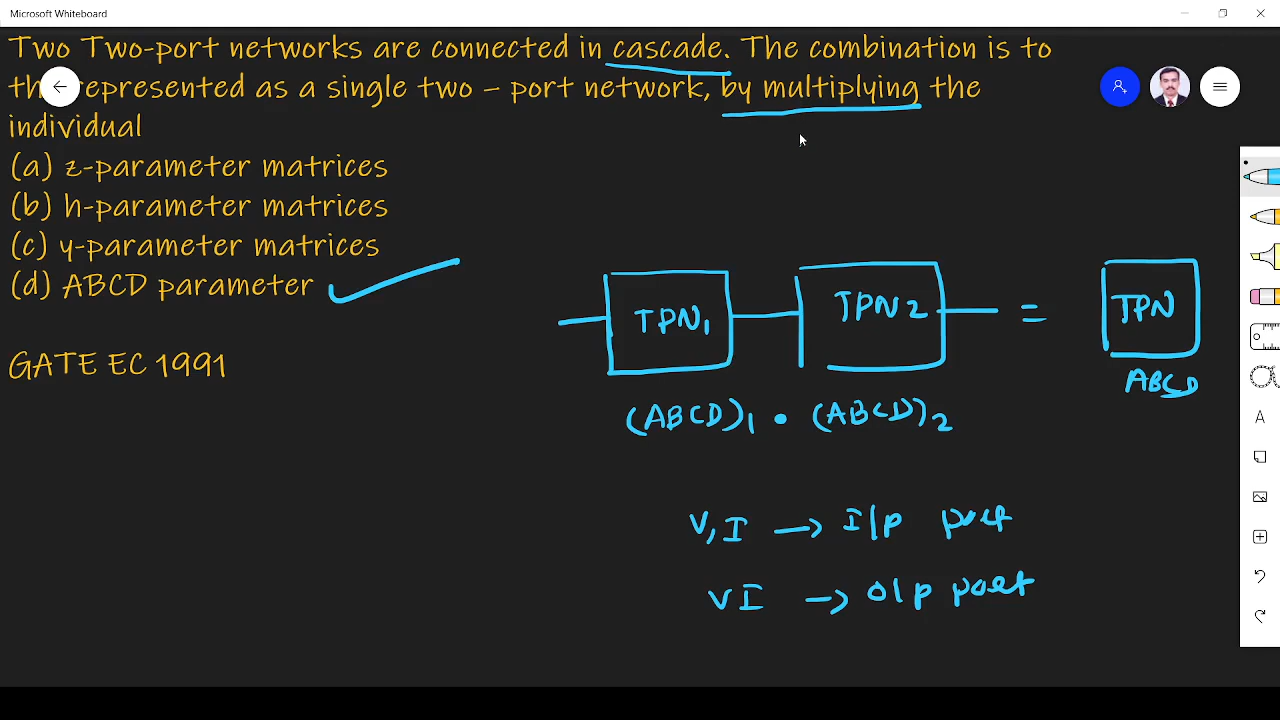 Microsoft Whiteboard
Two Two-port networks are connected in cascade. The combination is to
represented as a single two – port network, by multiplying the
individual
(a) z-parameter matrices
(b) h-parameter matrices
(c) y-parameter matrices
(d) ABCD parameter
GATE EC 1991
TPN1 TPN2 = TPN
ABCD
(ABCD)1 • (ABCD)2
V, I → I/p port
V I → O/p port
A